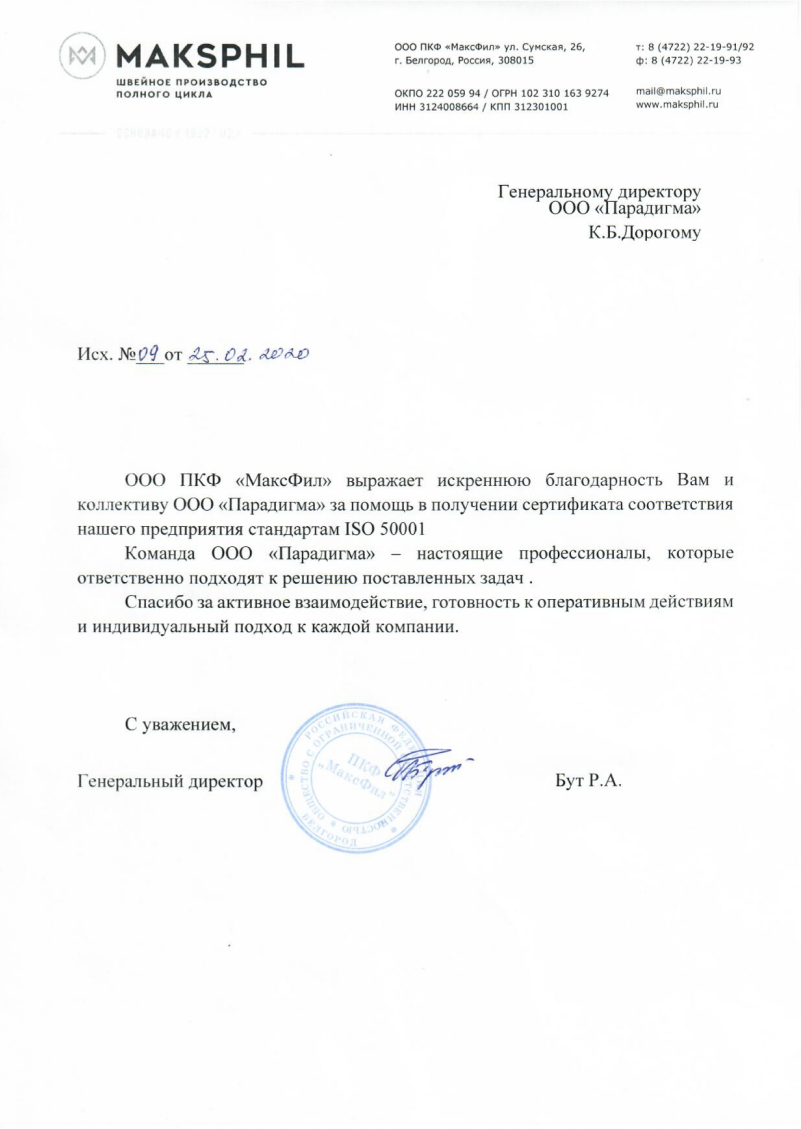 MAKSPHIL
ШВЕЙНОЕ ПРОИЗВОДСТВО
ПОЛНОГО ЦИКЛА
ООО ПКФ «МаксФил» ул. Сумская, 26,
г. Белгород, Россия, 308015
ОКПО 222 059 94 / ОГРН 102 310 163 9274
ИНН 3124008664 / КПП 312301001
т: 8 (4722) 22-19-91/92
ф: 8 (4722) 22-19-93
mail@maksphil.ru
www.maksphil.ru
Генеральному директору
ООО «Парадигма»
К.Б.Дорогому
Исх. №09 от 25.02.2020
ООО ПКФ «МаксФил» выражает искреннюю благодарность Вам и
коллективу ООО «Парадигма» за помощь в получении сертификата соответствия
нашего предприятия стандартам ISO 50001
Команда ООО «Парадигма» – настоящие профессионалы, которые
ответственно подходят к решению поставленных задач .
Спасибо за активное взаимодействие, готовность к оперативным действиям
и индивидуальный подход к каждой компании.
С уважением,
Генеральный директор
Бут Р.А.
РОССИЙСКАЯ
ОБЩЕСТВО С ОГРАНИЧЕННОЙ
БЕЛГОРОД
ПКФ
"МаксФил"